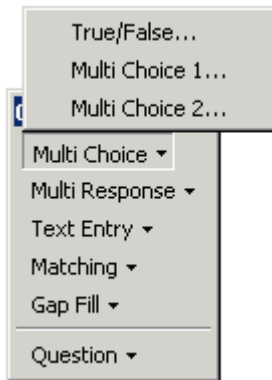 True/False...
Multi Choice 1...
Multi Choice 2...
Multi Choice
Multi Response
Text Entry
Matching
Gap Fill
Question